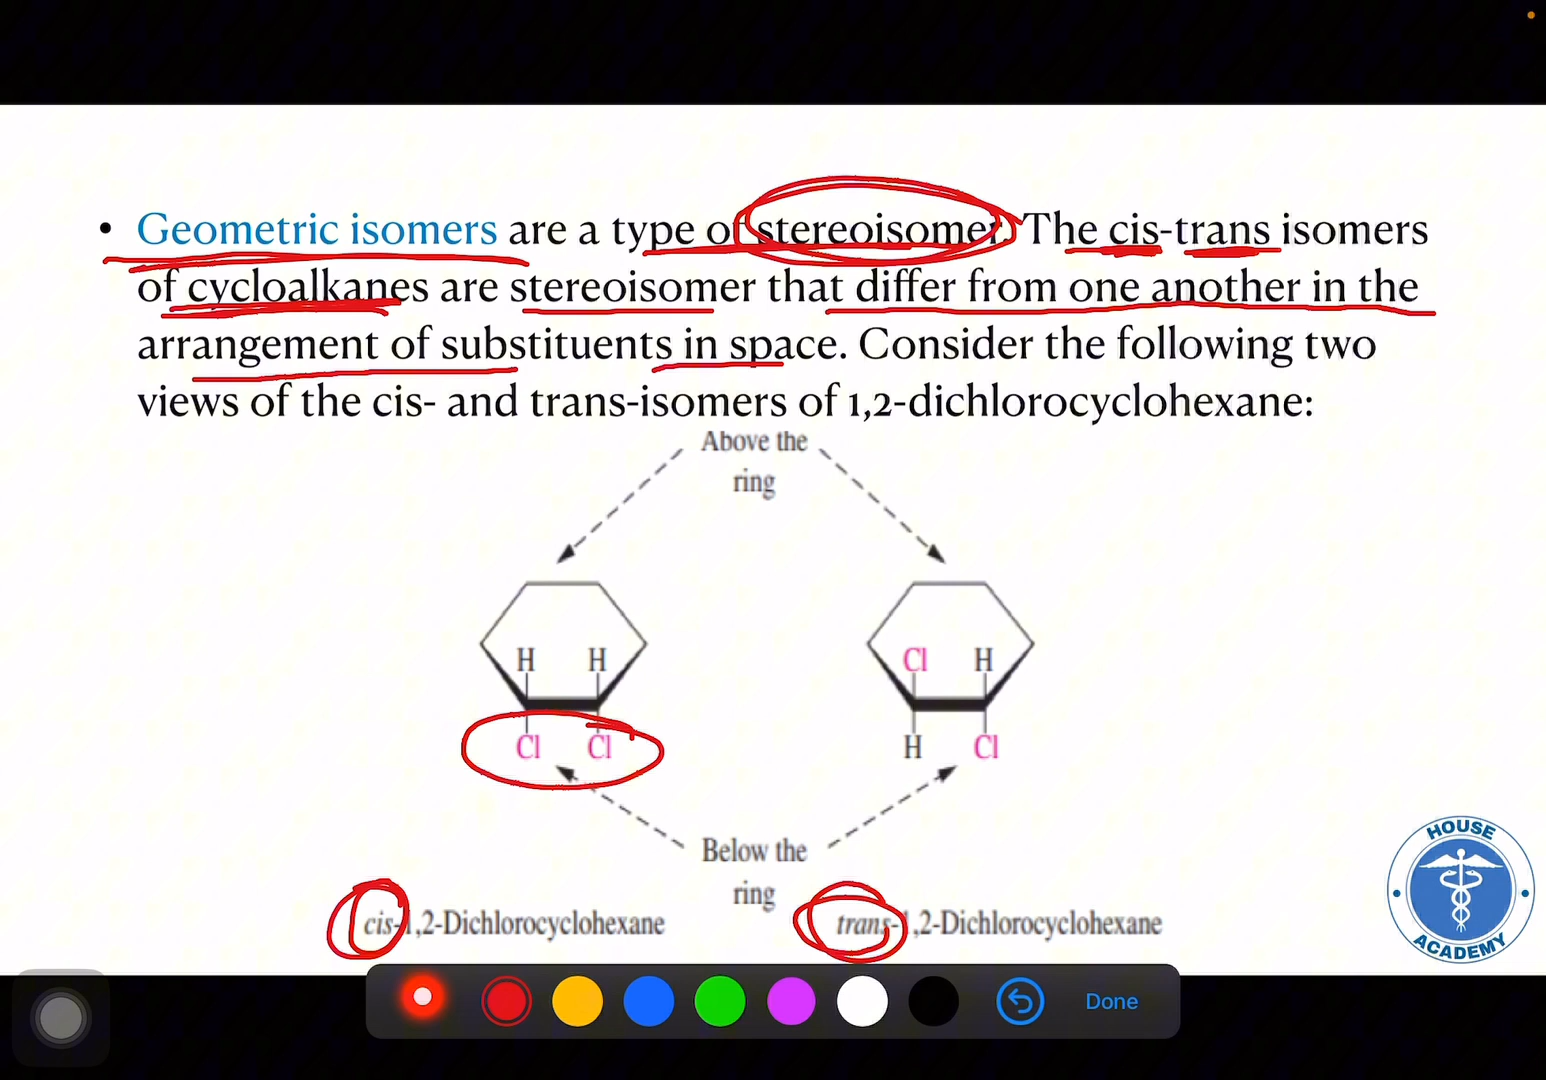 • Geometric isomers are a type of stereoisomer. The cis-trans isomers
of cycloalkanes are stereoisomer that differ from one another in the
arrangement of substituents in space. Consider the following two
views of the cis- and trans-isomers of 1,2-dichlorocyclohexane:
Above the
ring
H H
Cl Cl
Cl H
H Cl
Below the
ring
cis-1,2-Dichlorocyclohexane
trans-1,2-Dichlorocyclohexane
HOUSE
ACADEMY
Done